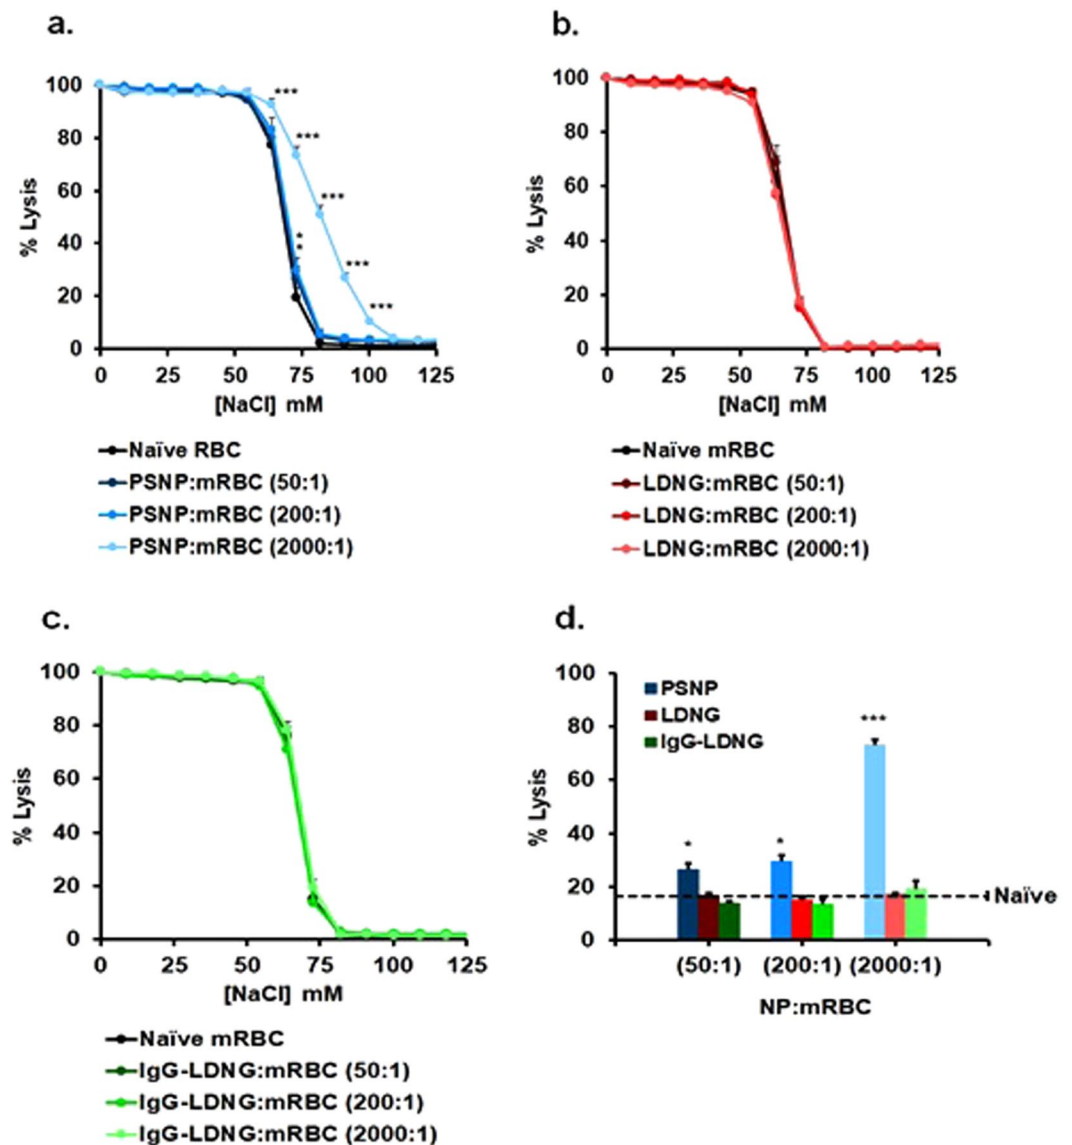 a.
100
80
60
40
20
0
% Lysis
***
***
***
*
*
***
***
0 25 50 75 100 125
[NaCl] mM
Naïve RBC
PSNP:mRBC (50:1)
PSNP:mRBC (200:1)
PSNP:mRBC (2000:1)
b.
100
80
60
40
20
0
% Lysis
0 25 50 75 100 125
[NaCl] mM
Naïve mRBC
LDNG:mRBC (50:1)
LDNG:mRBC (200:1)
LDNG:mRBC (2000:1)
c.
100
80
60
40
20
0
% Lysis
0 25 50 75 100 125
[NaCl] mM
Naïve mRBC
IgG-LDNG:mRBC (50:1)
IgG-LDNG:mRBC (200:1)
IgG-LDNG:mRBC (2000:1)
d.
100
80
60
40
20
0
% Lysis
PSNP
LDNG
IgG-LDNG
***
*
*
Naïve
(50:1) (200:1) (2000:1)
NP:mRBC